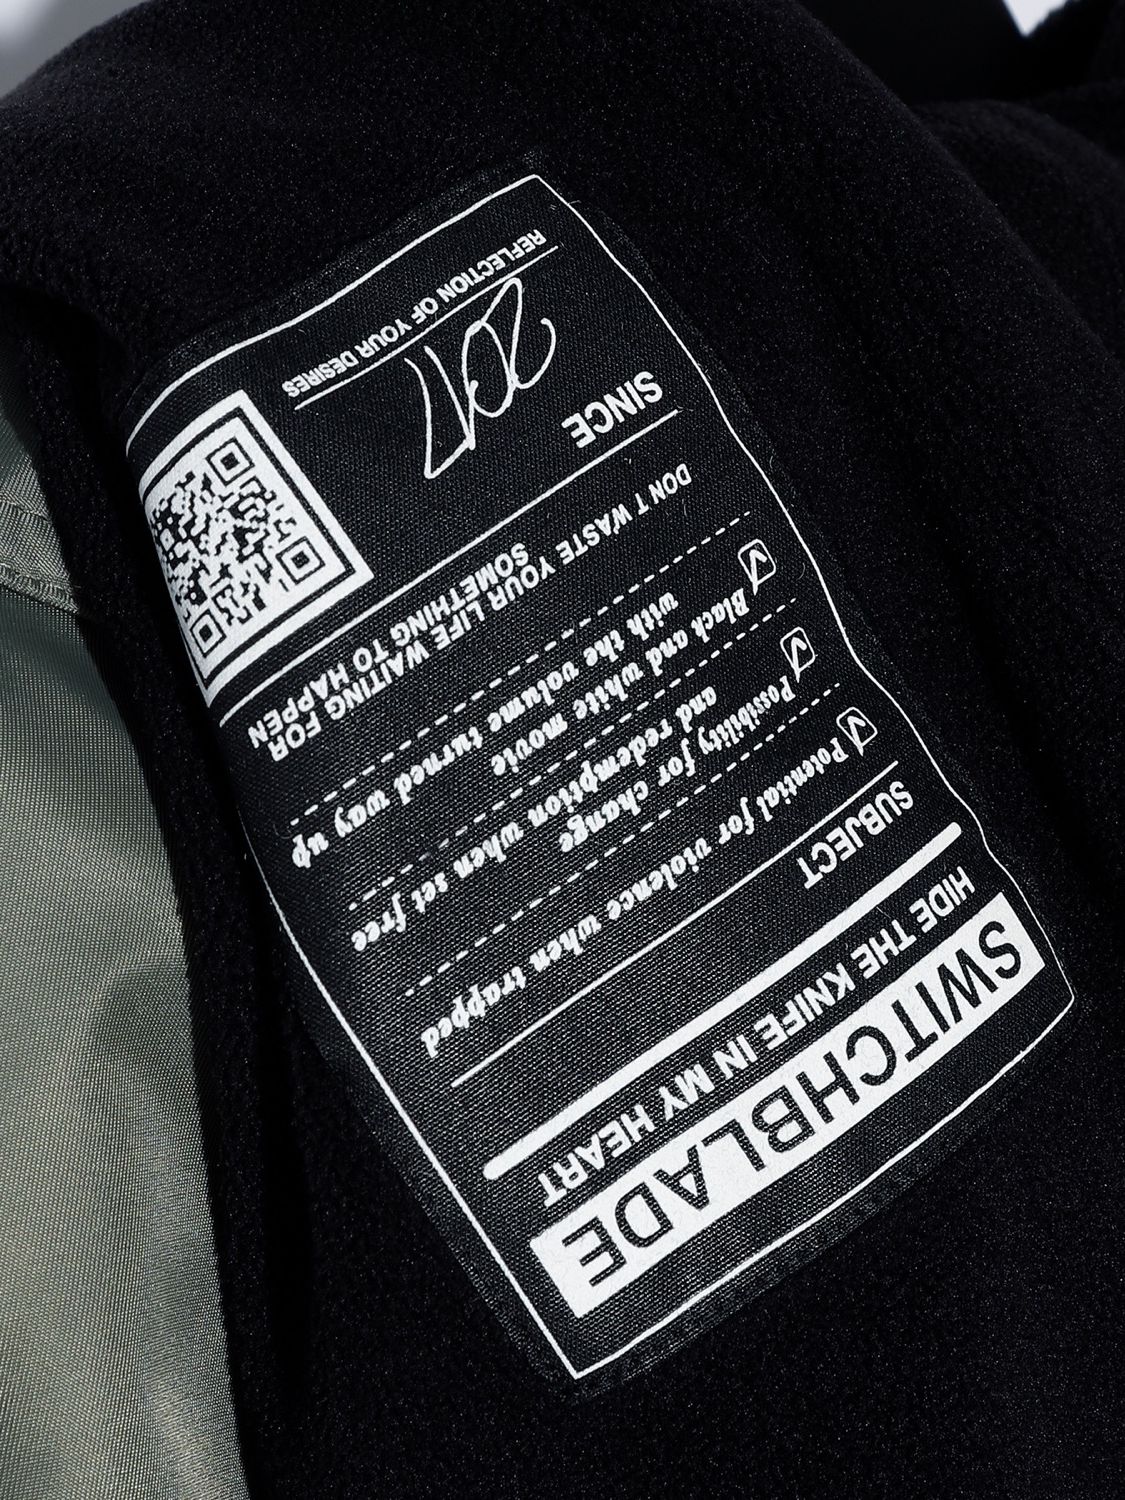 SWITCHBLADE
HIDE THE KNIFE IN MY HEART
SUBJECT
Potential for violence when trapped
Possibility for change
and redemption when set free
Black and white movie
with the volume turned way up
DON'T WASTE YOUR LIFE WAITING FOR
SOMETHING TO HAPPEN
SINCE
2017
REFLECTION OF YOUR DESIRES